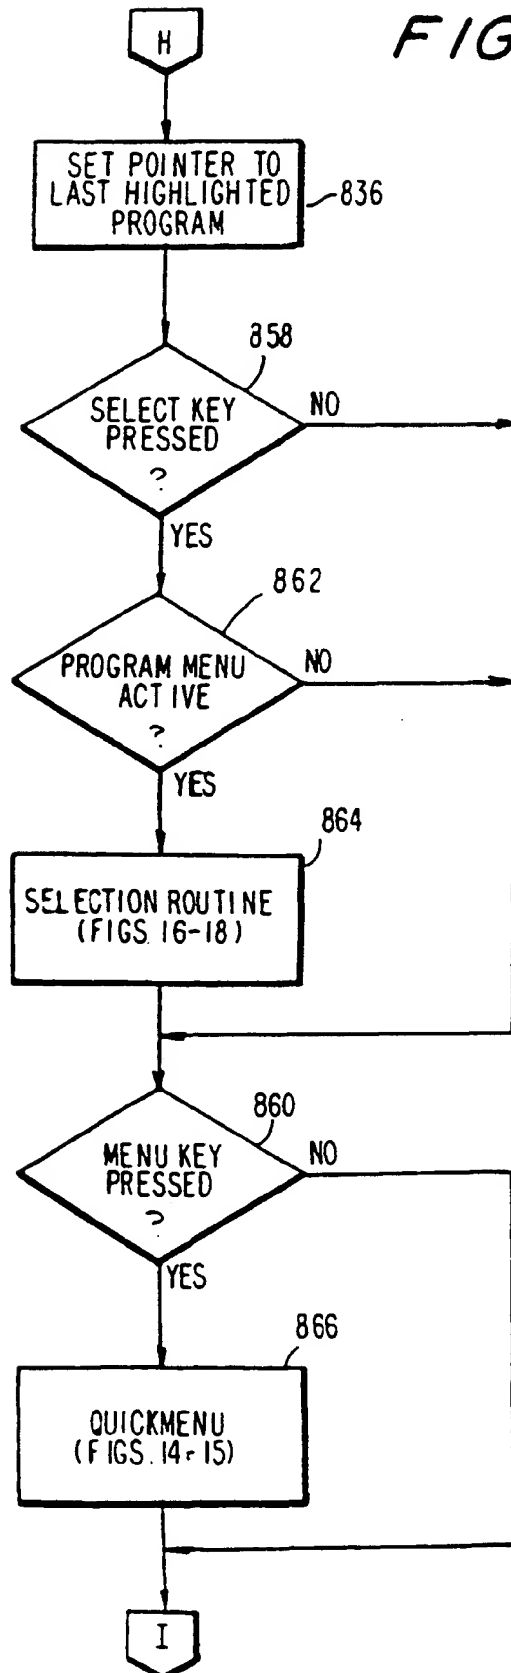 H
FIG
SET POINTER TO
LAST HIGHLIGHTED
PROGRAM
836
858
SELECT KEY
PRESSED
?
NO
YES
862
PROGRAM MENU
ACTIVE
?
NO
YES
864
SELECTION ROUTINE
(FIGS. 16-18)
860
MENU KEY
PRESSED
?
NO
YES
866
QUICKMENU
(FIGS. 14-15)
I